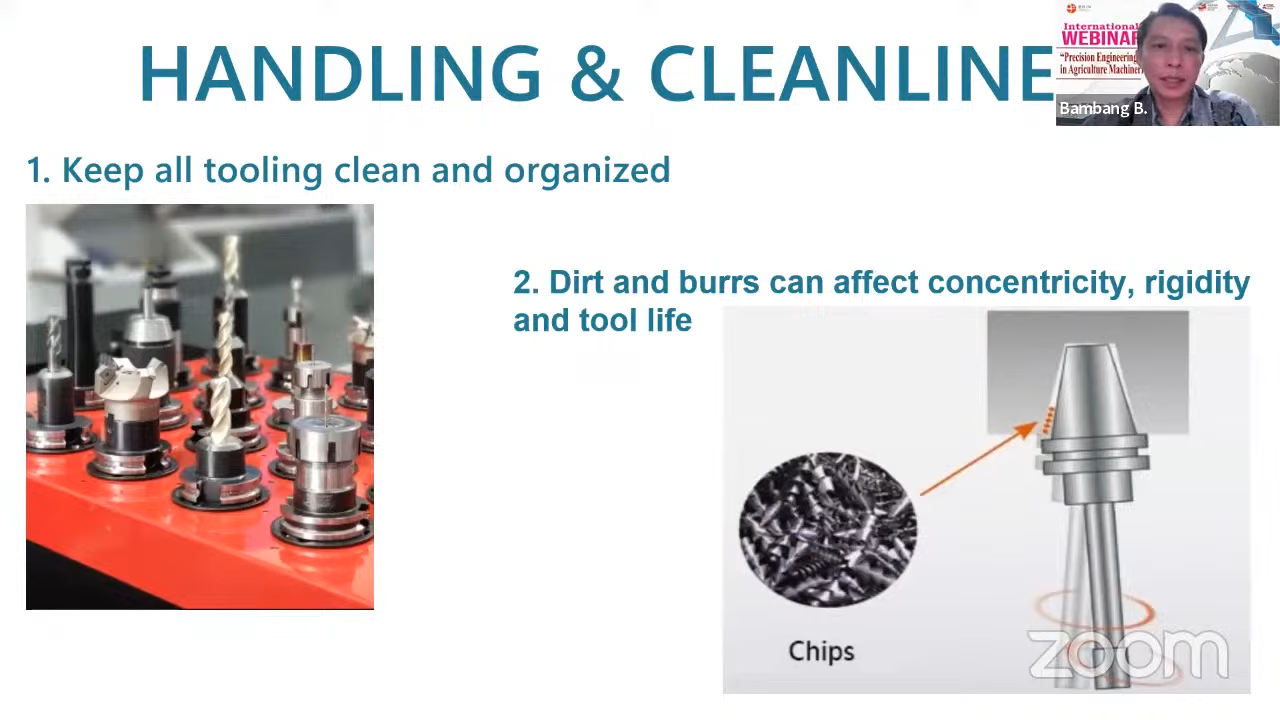 HANDLING & CLEANLINE
International
WEBINAR
"Precision Engineering
in Agriculture Machinery
Bambang B.
1. Keep all tooling clean and organized
2. Dirt and burrs can affect concentricity, rigidity
and tool life
Chips
zoom